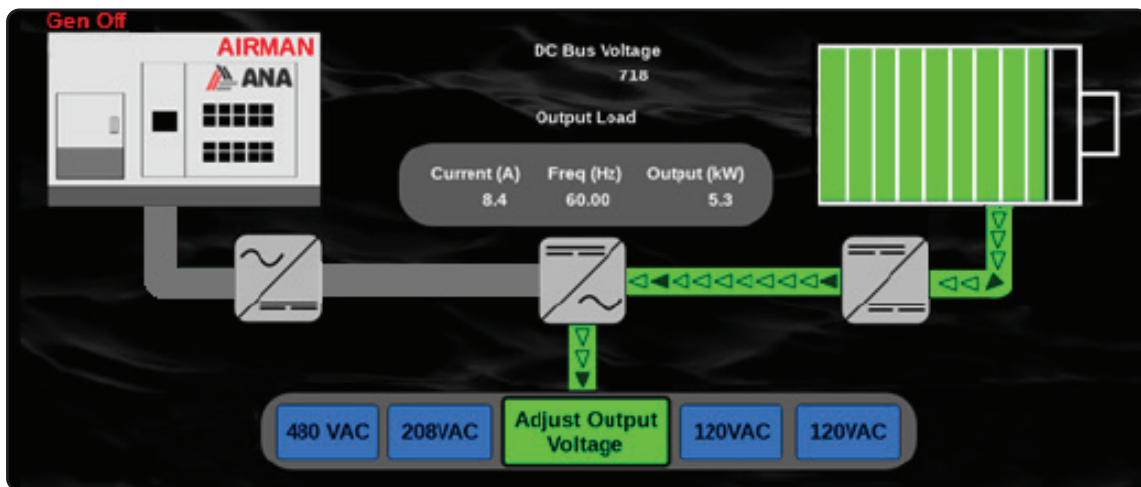 Gen Off
AIRMAN
ANA
DC Bus Voltage
718
Output Load
Current (A) Freq (Hz) Output (kW)
8.4 60.00 5.3
480 VAC 208VAC Adjust Output Voltage 120VAC 120VAC